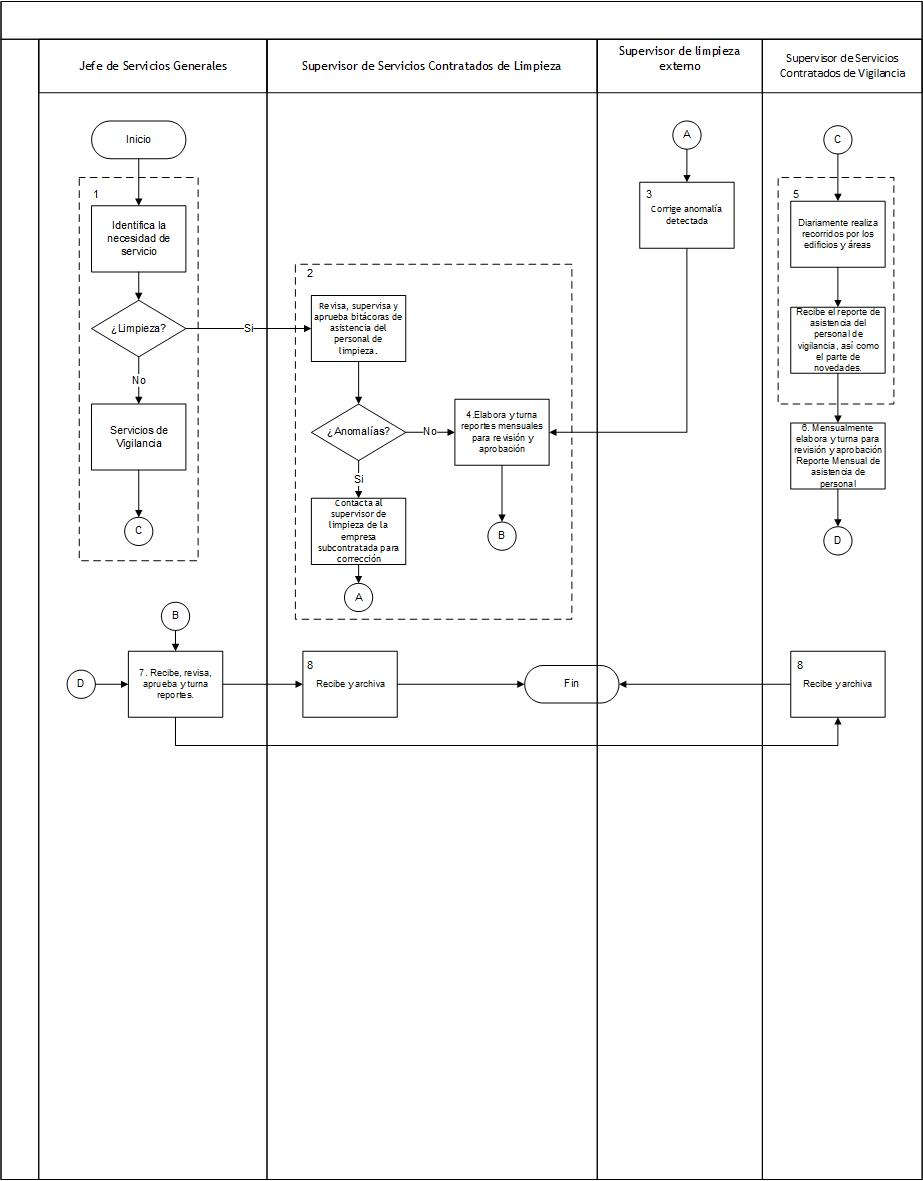 Jefe de Servicios Generales
Supervisor de Servicios Contratados de Limpieza
Supervisor de limpieza
externo
Supervisor de Servicios
Contratados de Vigilancia
Inicio
1
Identifica la
necesidad de
servicio
¿Limpieza?
Si
No
Servicios de
Vigilancia
C
2
Revisa, supervisa y
aprueba bitácoras de
asistencia del
personal de
limpieza.
¿Anomalías?
No
Si
4.Elabora y turna
reportes mensuales
para revisión y
aprobación
B
Contacta al
supervisor de
limpieza de la
empresa
subcontratada para
corrección
A
A
3
Corrige anomalía
detectada
C
5
Diariamente realiza
recorridos por los
edificios y áreas
Recibe el reporte de
asistencia del
personal de
vigilancia, así como
el parte de
novedades.
6. Mensualmente
elabora y turna para
revisión y aprobación
Reporte Mensual de
asistencia de
personal
D
B
D
7. Recibe, revisa,
aprueba y turna
reportes.
8
Recibe y archiva
Fin
8
Recibe y archiva